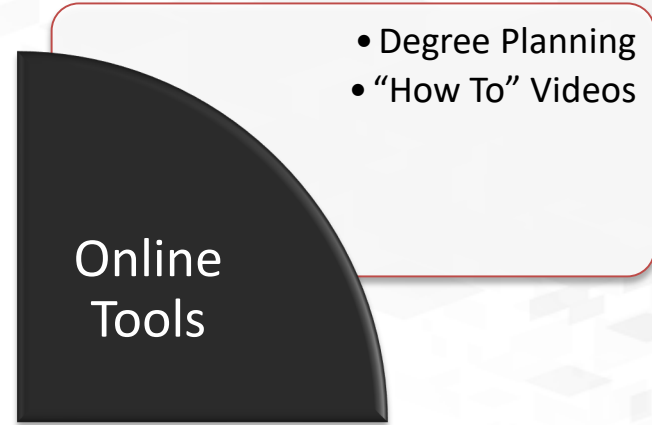 • Degree Planning
• “How To” Videos
Online
Tools